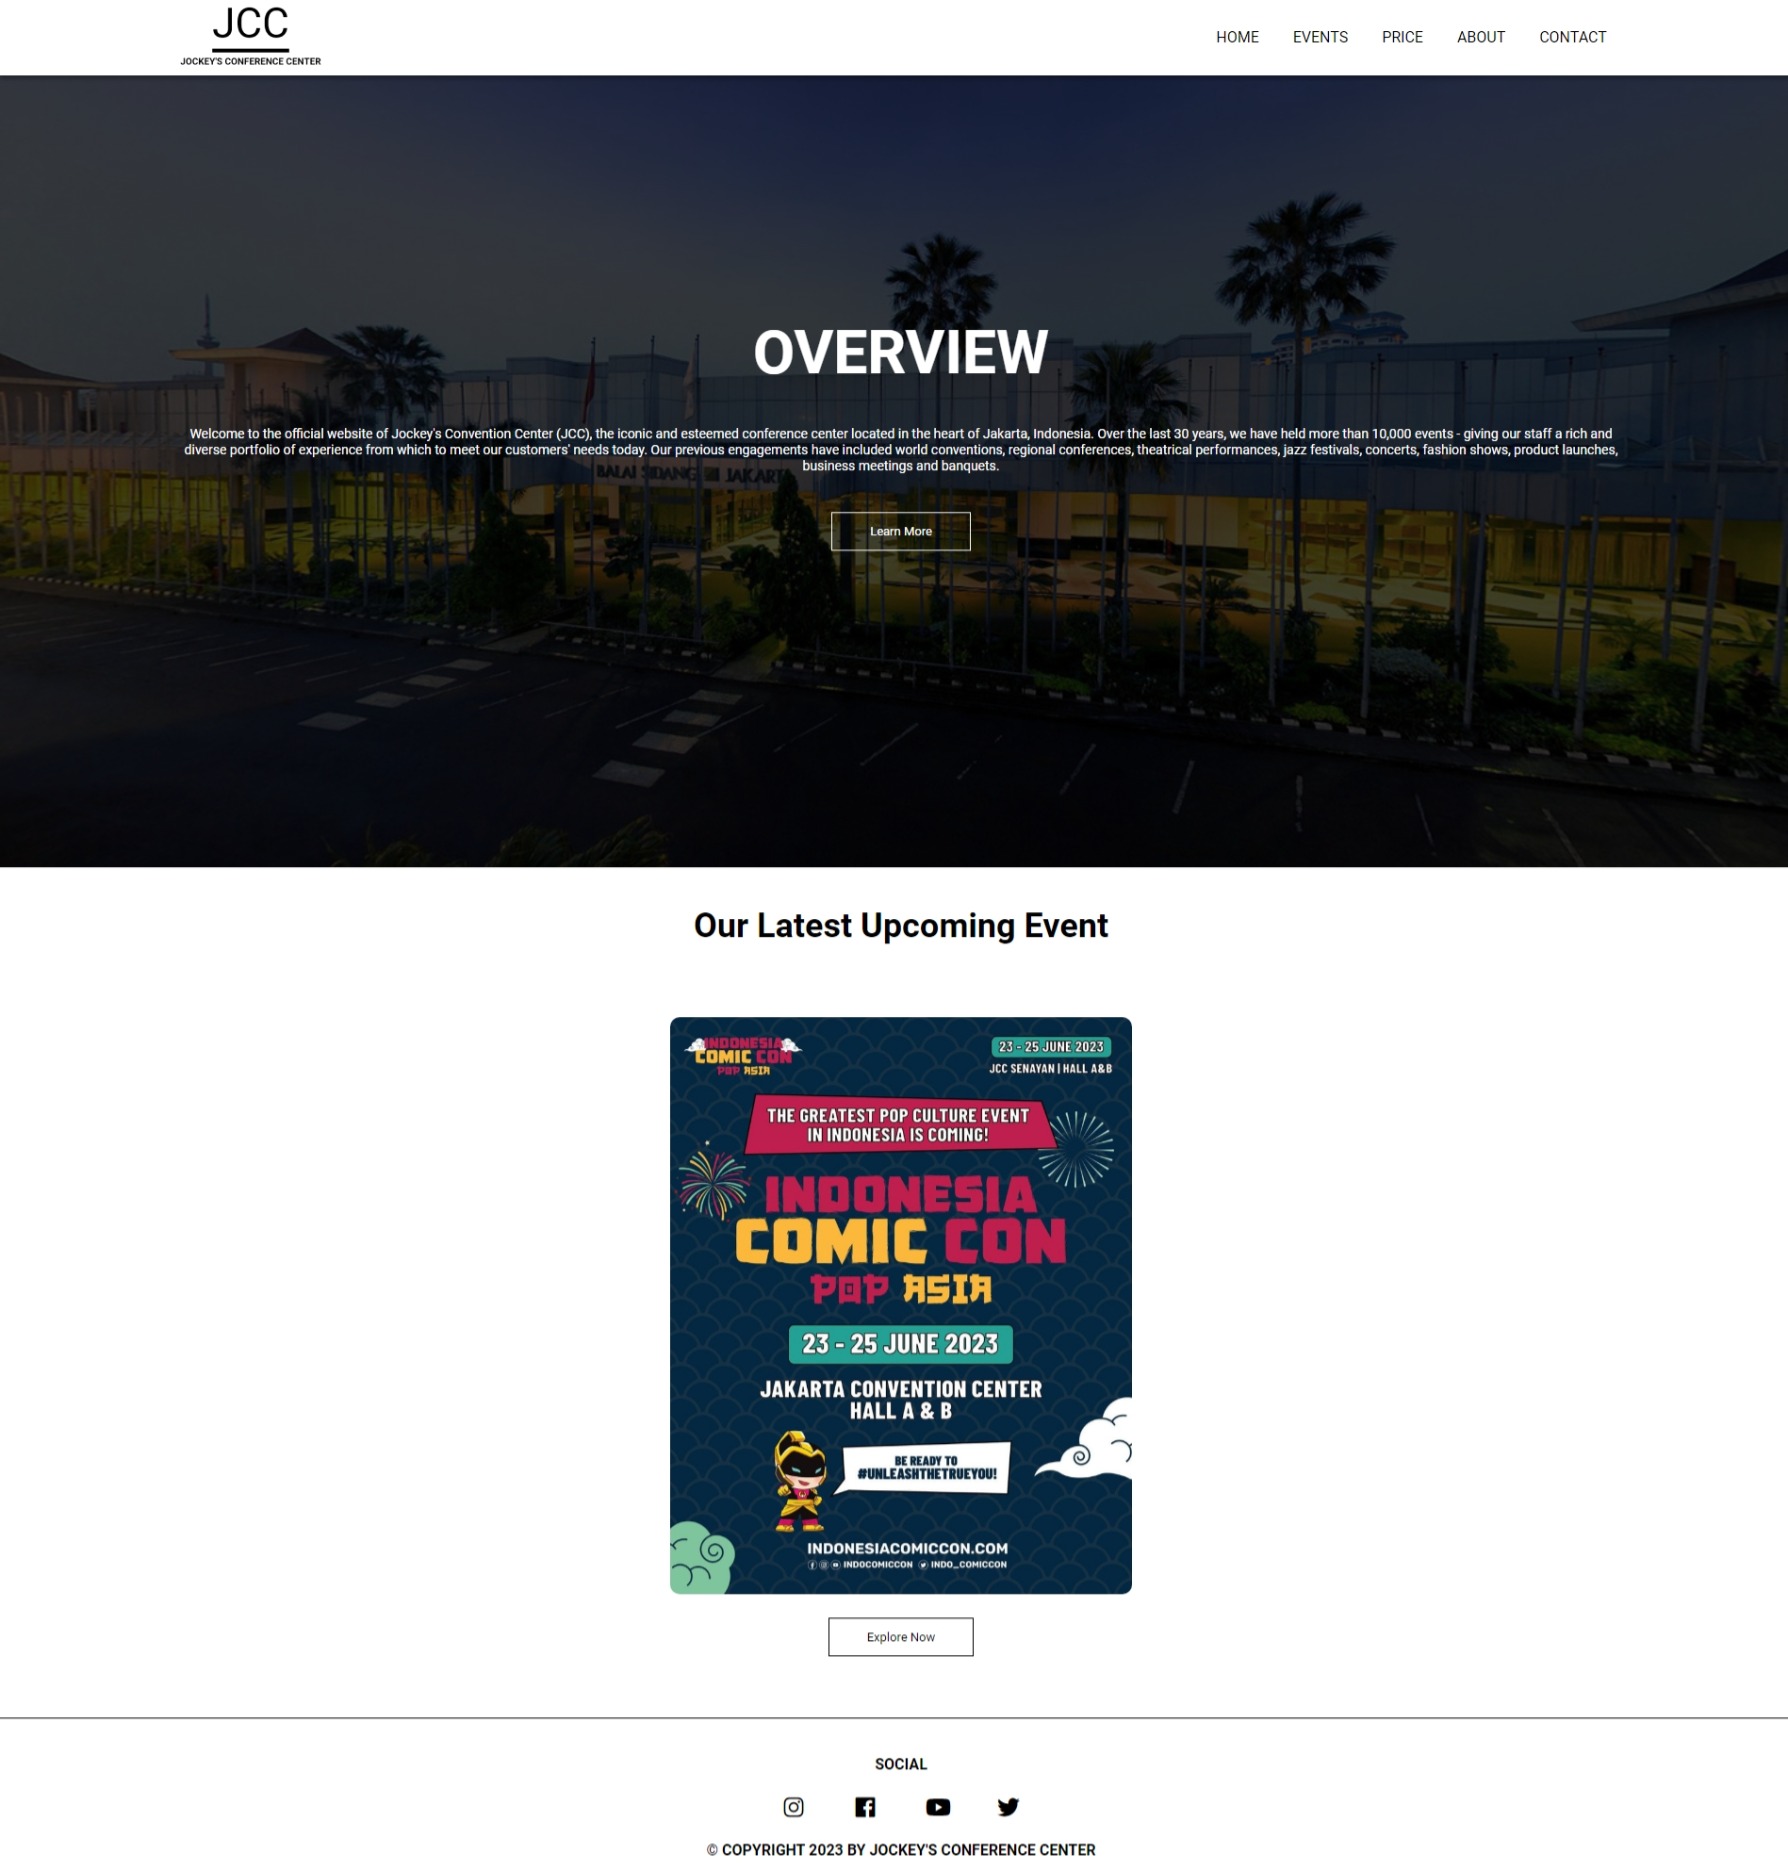 JCC
JOCKEY'S CONFERENCE CENTER
HOME EVENTS PRICE ABOUT CONTACT
OVERVIEW
Welcome to the official website of Jockey's Convention Center (JCC), the iconic and esteemed conference center located in the heart of Jakarta, Indonesia. Over the last 30 years, we have held more than 10,000 events - giving our staff a rich and
diverse portfolio of experience from which to meet our customers' needs today. Our previous engagements have included world conventions, regional conferences, theatrical performances, jazz festivals, concerts, fashion shows, product launches,
business meetings and banquets.
BALAI SIDANG JAKARTA
Learn More
Our Latest Upcoming Event
INDONESIA
COMIC CON
POP ASIA
23 - 25 JUNE 2023
JCC SENAYAN | HALL A&B
THE GREATEST POP CULTURE EVENT
IN INDONESIA IS COMING!
INDONESIA
COMIC CON
POP ASIA
23 - 25 JUNE 2023
JAKARTA CONVENTION CENTER
HALL A & B
BE READY TO
#UNLEASHTHETRUEYOU!
INDONESIACOMICCON.COM
INDOCOMICCON INDO_COMICCON
Explore Now
SOCIAL
© COPYRIGHT 2023 BY JOCKEY'S CONFERENCE CENTER